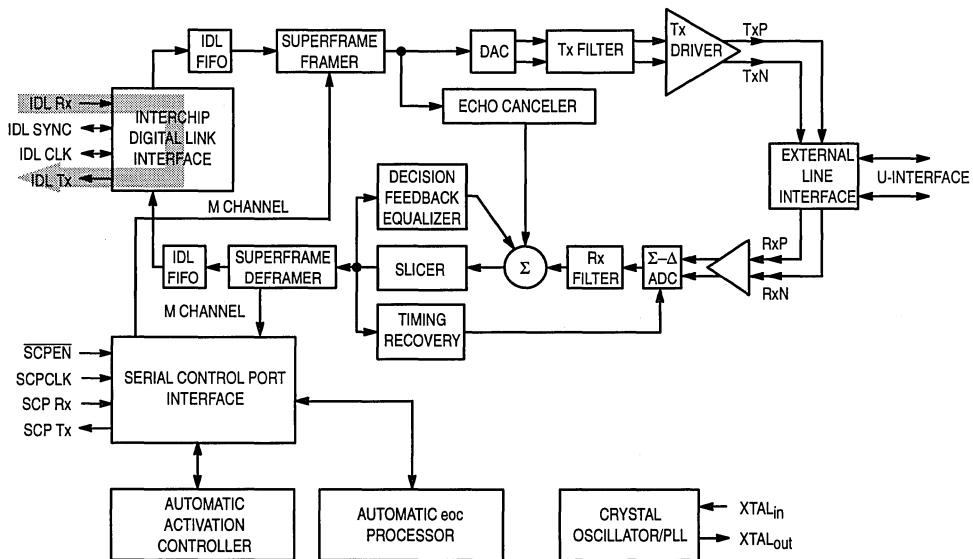 IDL
FIFO
SUPERFRAME
FRAMER
DAC
Tx FILTER
Tx
DRIVER
TxP
TxN
IDL Rx
IDL SYNC
IDL CLK
IDL Tx
INTERCHIP
DIGITAL LINK
INTERFACE
ECHO CANCELER
EXTERNAL
LINE
INTERFACE
U-INTERFACE
M CHANNEL
DECISION
FEEDBACK
EQUALIZER
IDL
FIFO
SUPERFRAME
DEFRAMER
SLICER
Σ
Rx
FILTER
Σ–Δ
ADC
RxP
RxN
M CHANNEL
TIMING
RECOVERY
SCPEN
SCPCLK
SCP Rx
SCP Tx
SERIAL CONTROL PORT
INTERFACE
AUTOMATIC
ACTIVATION
CONTROLLER
AUTOMATIC eoc
PROCESSOR
CRYSTAL
OSCILLATOR/PLL
XTALin
XTALout